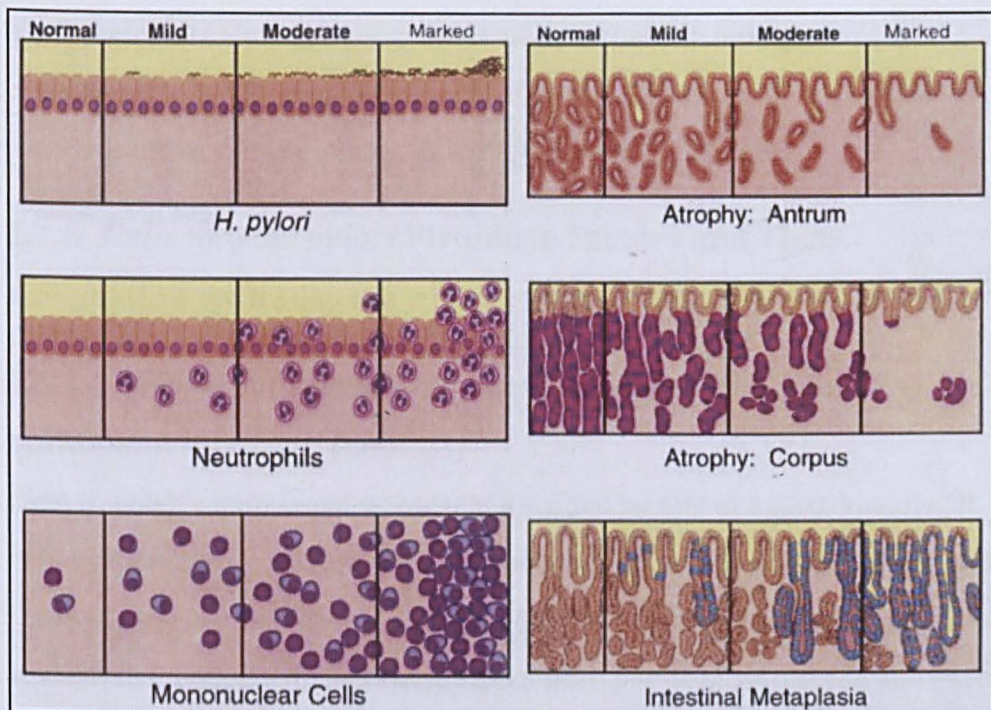 Normal Mild Moderate Marked
H. pylori
Neutrophils
Mononuclear Cells
Normal Mild Moderate Marked
Atrophy: Antrum
Atrophy: Corpus
Intestinal Metaplasia